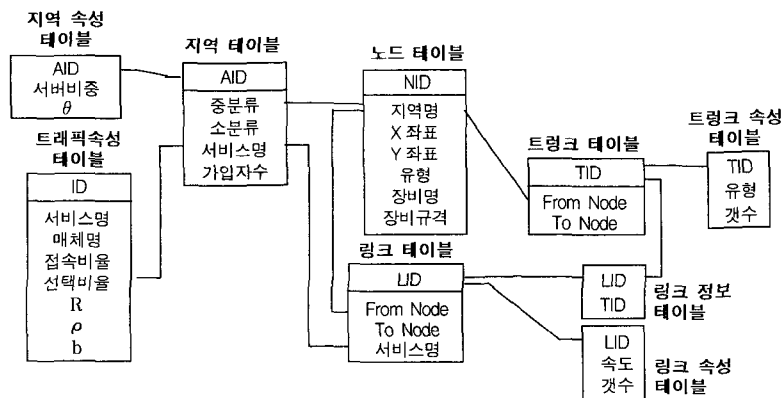 지역 속성
테이블
AID
서버비중
θ
지역 테이블
AID
중분류
소분류
서비스명
가입자수
트래픽속성
테이블
ID
서비스명
매체명
접속비율
선택비율
R
ρ
b
노드 테이블
NID
지역명
X 좌표
Y 좌표
유형
장비명
장비규격
링크 테이블
LID
From Node
To Node
서비스명
트렁크 테이블
TID
From Node
To Node
트렁크 속성
테이블
TID
유형
갯수
LID
TID
링크 정보
테이블
LID
속도
갯수
링크 속성
테이블